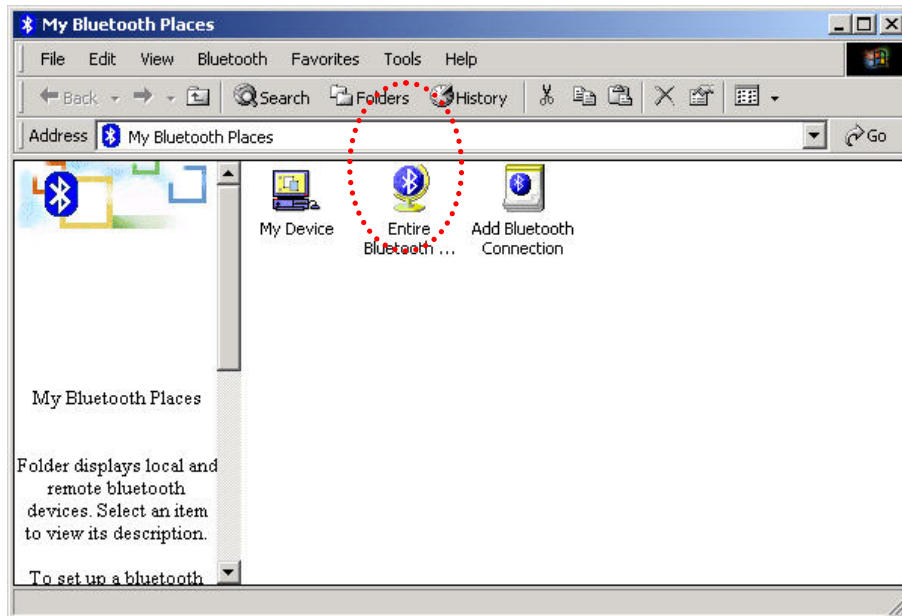 My Bluetooth Places
File Edit View Bluetooth Favorites Tools Help
Back Search Folders History
Address My Bluetooth Places Go
My Device
Entire
Bluetooth ...
Add Bluetooth
Connection
My Bluetooth Places
Folder displays local and
remote bluetooth
devices. Select an item
to view its description.
To set up a bluetooth